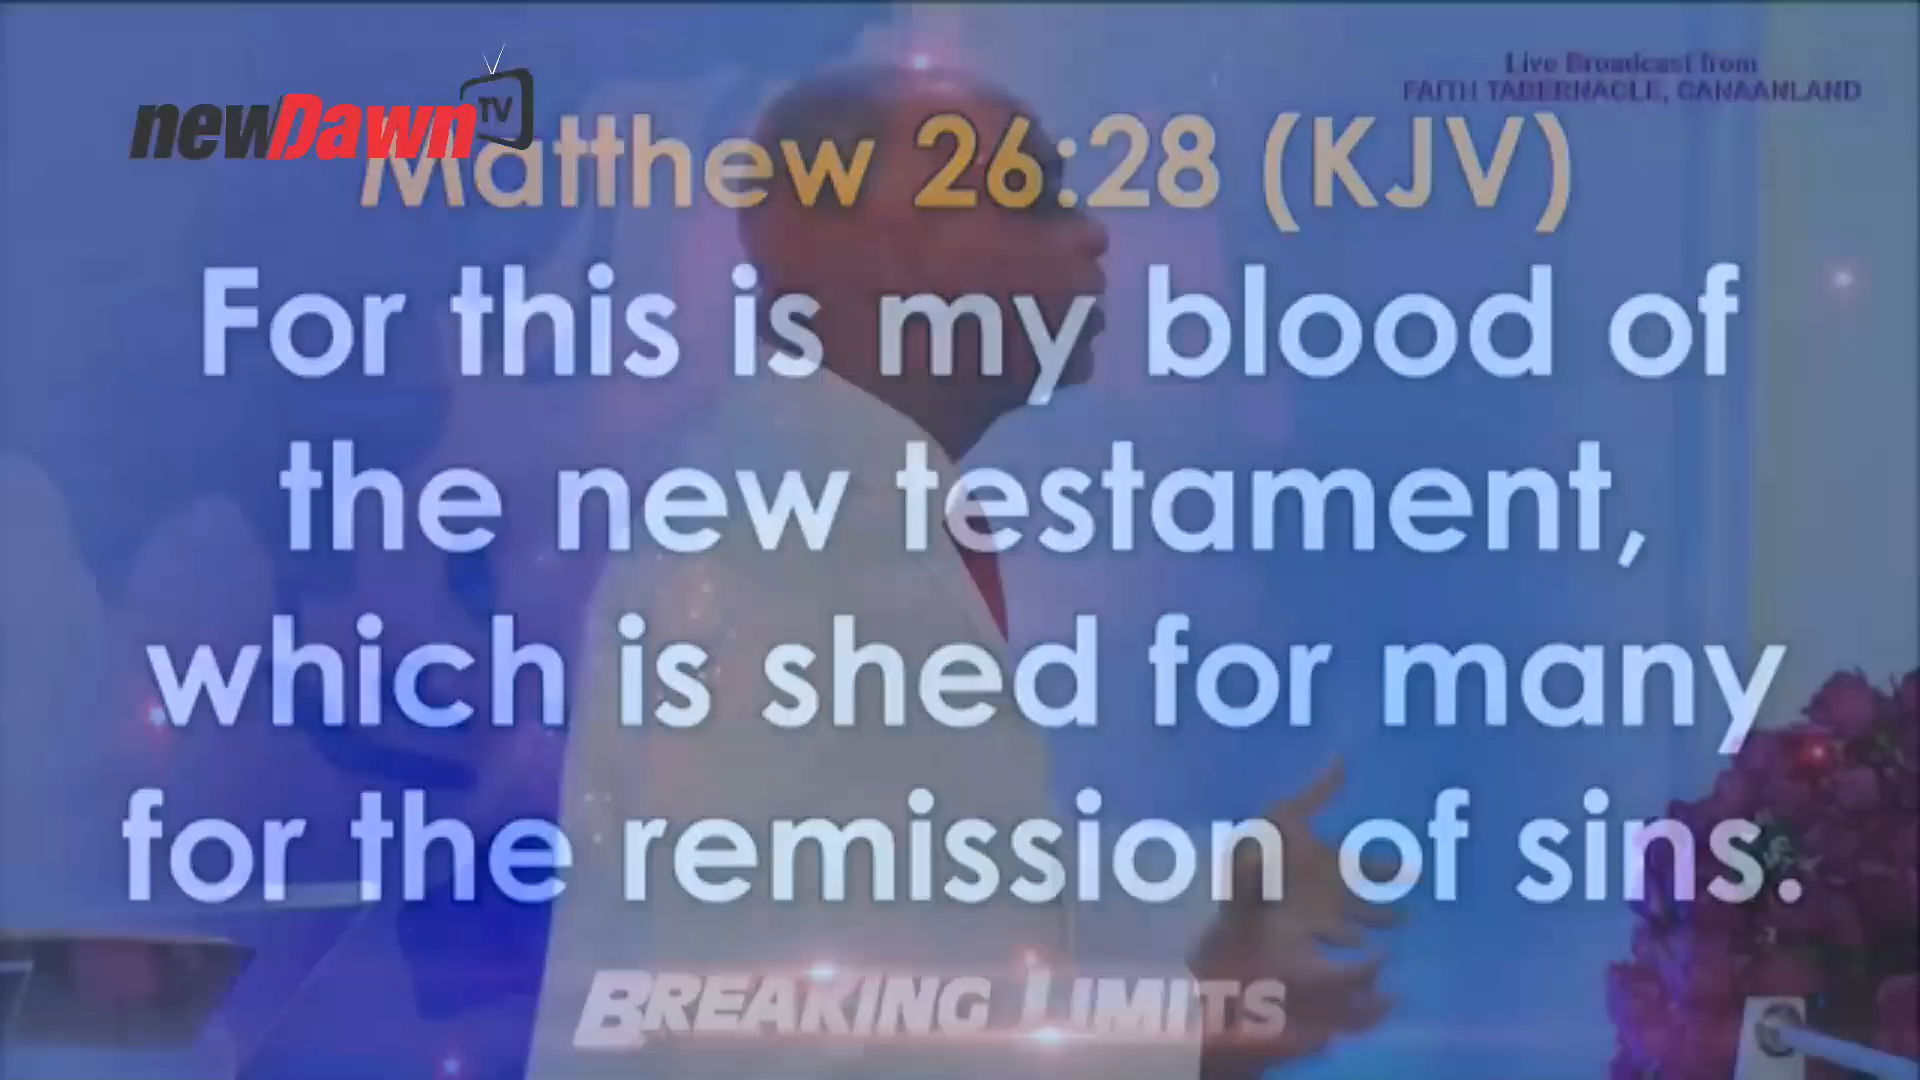 Live Broadcast from
FAITH TABERNACLE, CANAANLAND
newDawn TV
Matthew 26:28 (KJV)
For this is my blood of
the new testament,
which is shed for many
for the remission of sins.
BREAKING LIMITS